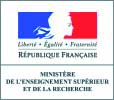 Liberté • Égalité • Fraternité
RÉPUBLIQUE FRANÇAISE
MINISTÈRE
DE L'ENSEIGNEMENT SUPÉRIEUR
ET DE LA RECHERCHE